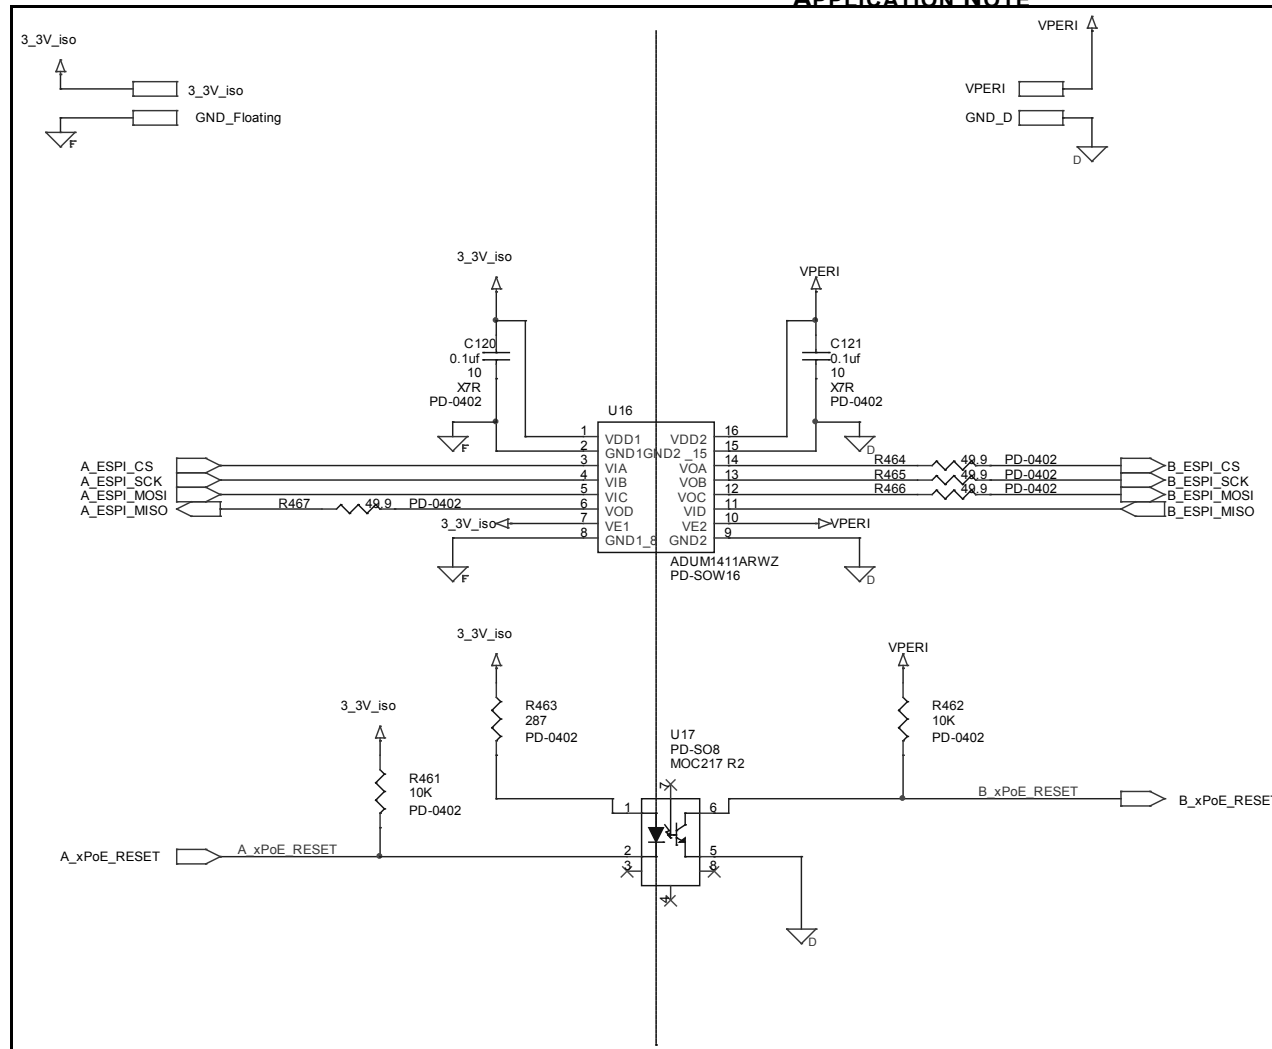 APPLICATION NOTE
3_3V_iso
VPERI
3_3V_iso
VPERI
GND_Floating
GND_D
F
D
3_3V_iso
VPERI
C120
0.1uf
10
X7R
PD-0402
C121
0.1uf
10
X7R
PD-0402
U16
F
D
1 VDD1 VDD2 16
2 GND1 GND2_15 15
A_ESPI_CS 3 VIA VOA 14 R464 49.9 PD-0402 B_ESPI_CS
A_ESPI_SCK 4 VIB VOB 13 R465 49.9 PD-0402 B_ESPI_SCK
A_ESPI_MOSI 5 VIC VOC 12 R466 49.9 PD-0402 B_ESPI_MOSI
A_ESPI_MISO R467 49.9 PD-0402 6 VOD VID 11 B_ESPI_MISO
3_3V_iso 7 VE1 VE2 10 VPERI
8 GND1_8 GND2 9
ADUM1411ARWZ
PD-SOW16
F
D
3_3V_iso
VPERI
R463
287
PD-0402
R462
10K
PD-0402
3_3V_iso
U17
PD-SO8
MOC217 R2
R461
10K
PD-0402
7
1
6
B_xPoE_RESET
B_xPoE_RESET
A_xPoE_RESET
A_xPoE_RESET
2
5
3
8
4
D